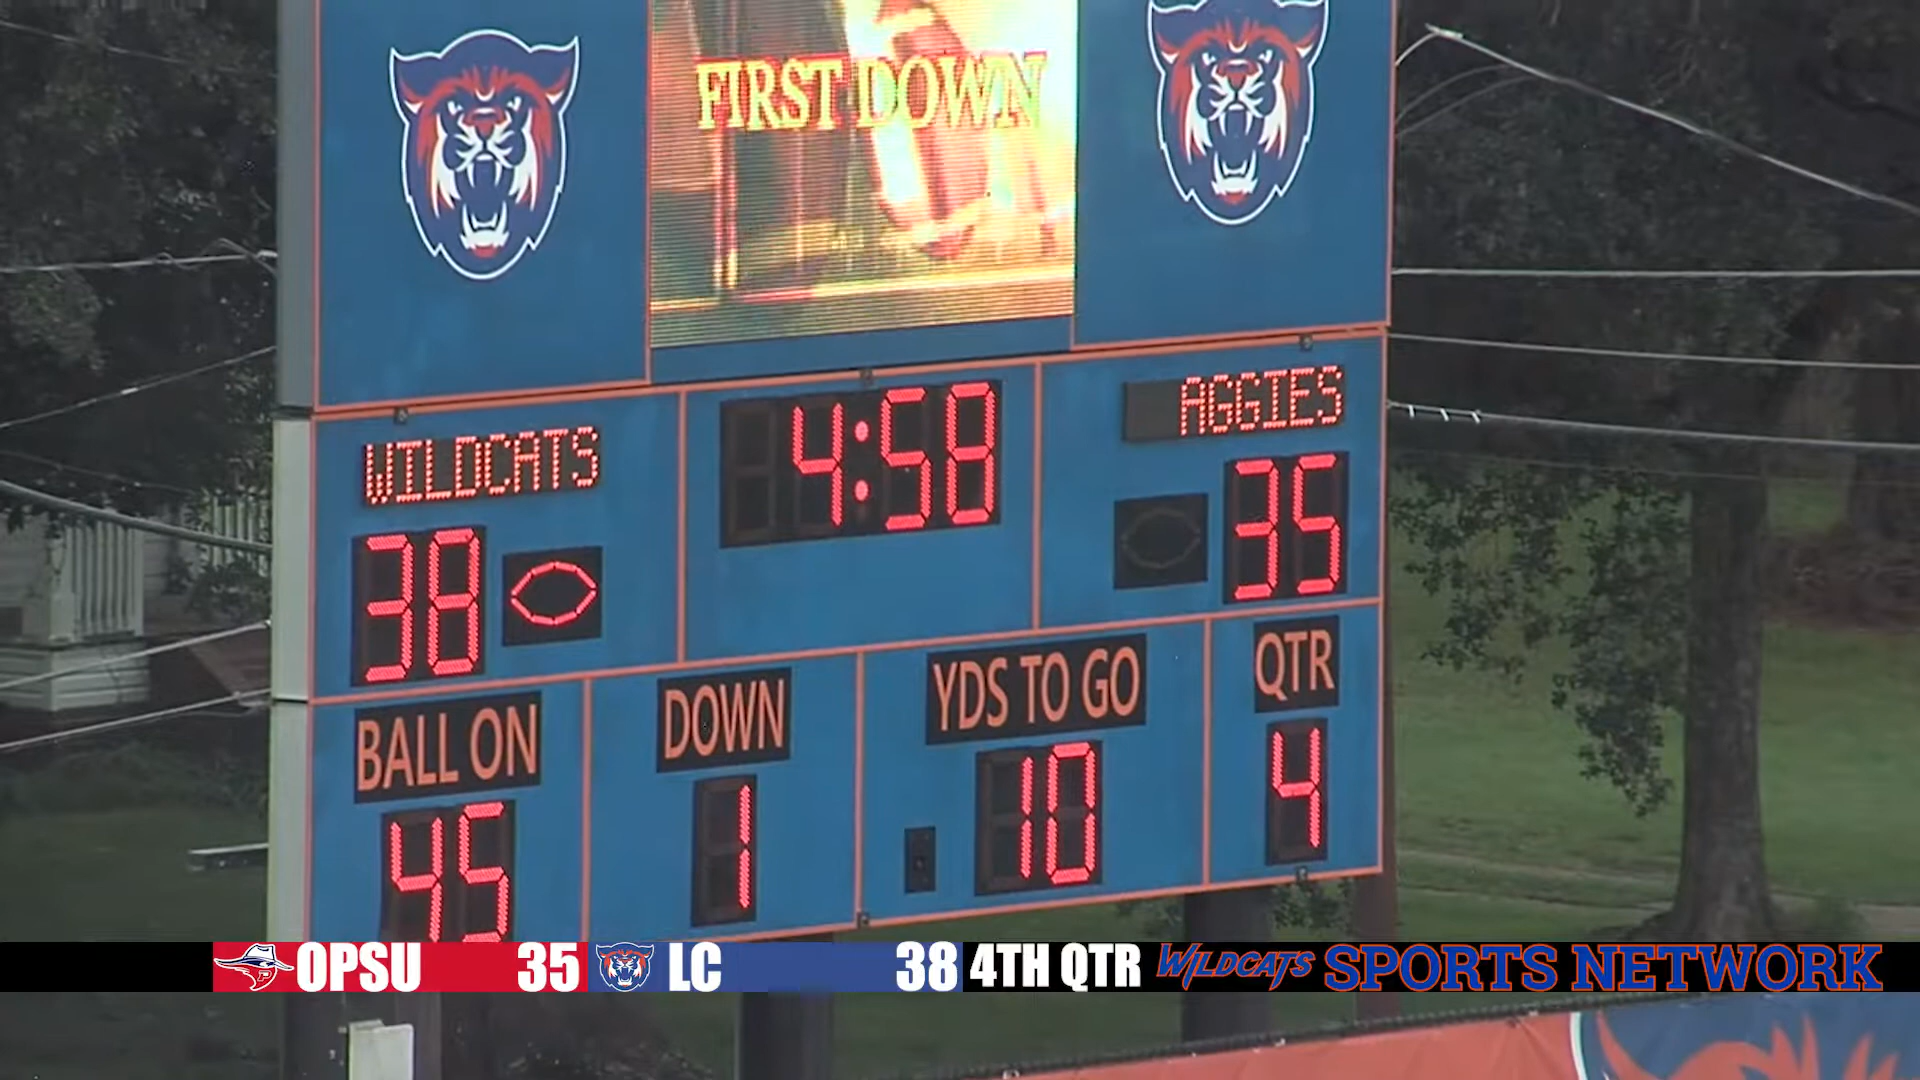 FIRST DOWN
WILDCATS
4:58
AGGIES
38
35
BALL ON
DOWN
YDS TO GO
QTR
45
1
10
4
OPSU 35 LC 38 4TH QTR WILDCATS SPORTS NETWORK